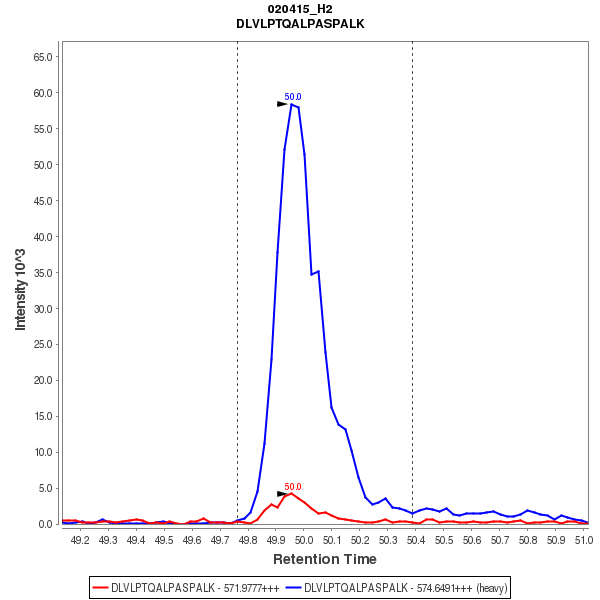 020415_H2
DLVLPTQALPASPALK
65.0
60.0
55.0
50.0
45.0
40.0
35.0
30.0
25.0
20.0
15.0
10.0
5.0
0.0
Intensity 10^3
50.0
50.0
49.2 49.3 49.4 49.5 49.6 49.7 49.8 49.9 50.0 50.1 50.2 50.3 50.4 50.5 50.6 50.7 50.8 50.9 51.0
Retention Time
DLVLPTQALPASPALK - 571.9777+++ DLVLPTQALPASPALK - 574.6491+++ (heavy)